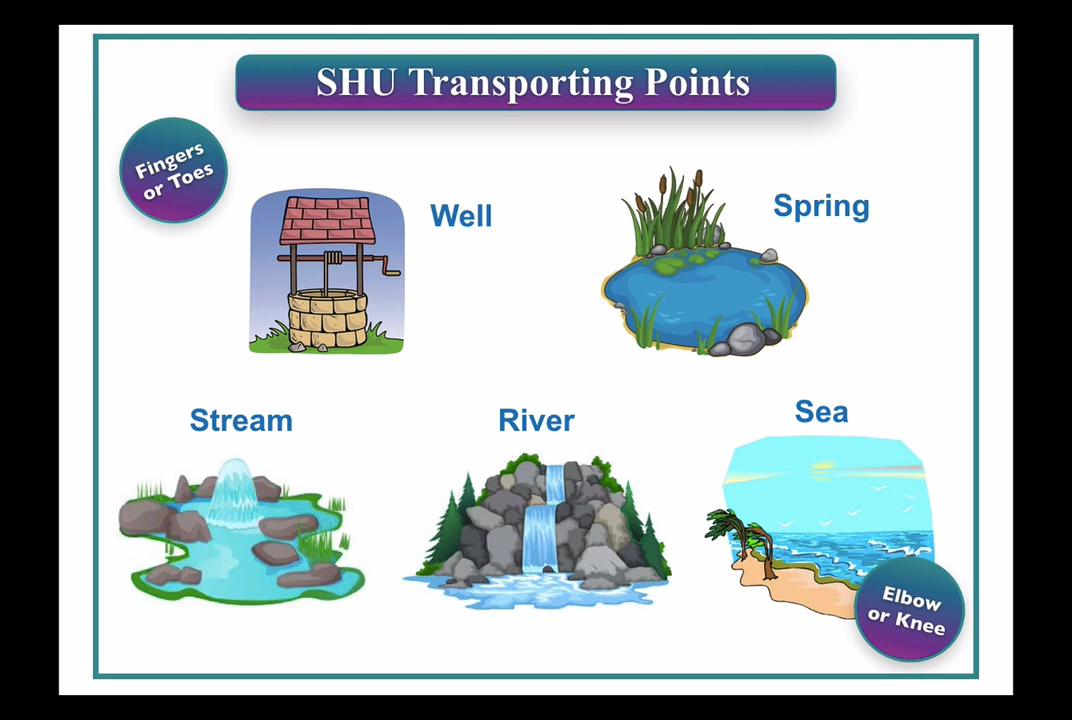 SHU Transporting Points
Fingers
or Toes
Well
Spring
Stream
River
Sea
Elbow
or Knee